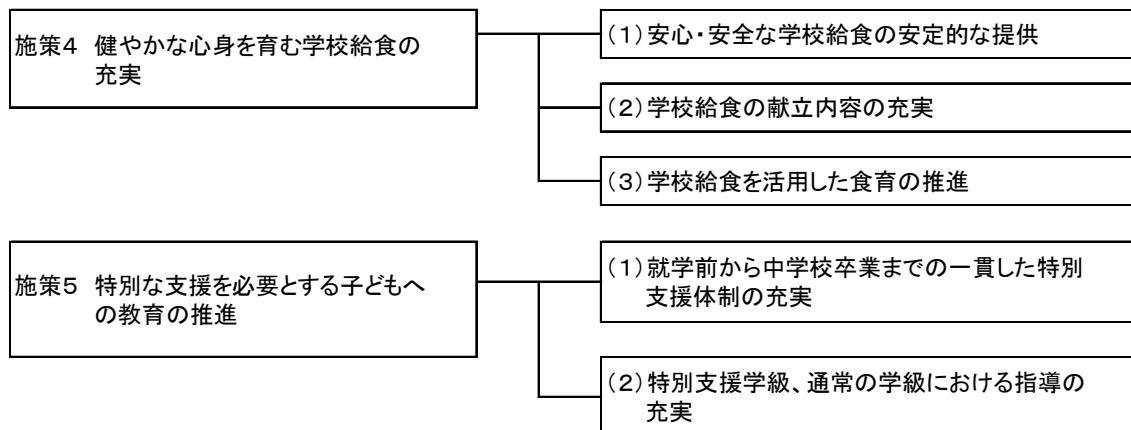 施策4 健やかな心身を育む学校給食の
充実
(1)安心・安全な学校給食の安定的な提供
(2)学校給食の献立内容の充実
(3)学校給食を活用した食育の推進
施策5 特別な支援を必要とする子どもへ
の教育の推進
(1)就学前から中学校卒業までの一貫した特別
支援体制の充実
(2)特別支援学級、通常の学級における指導の
充実